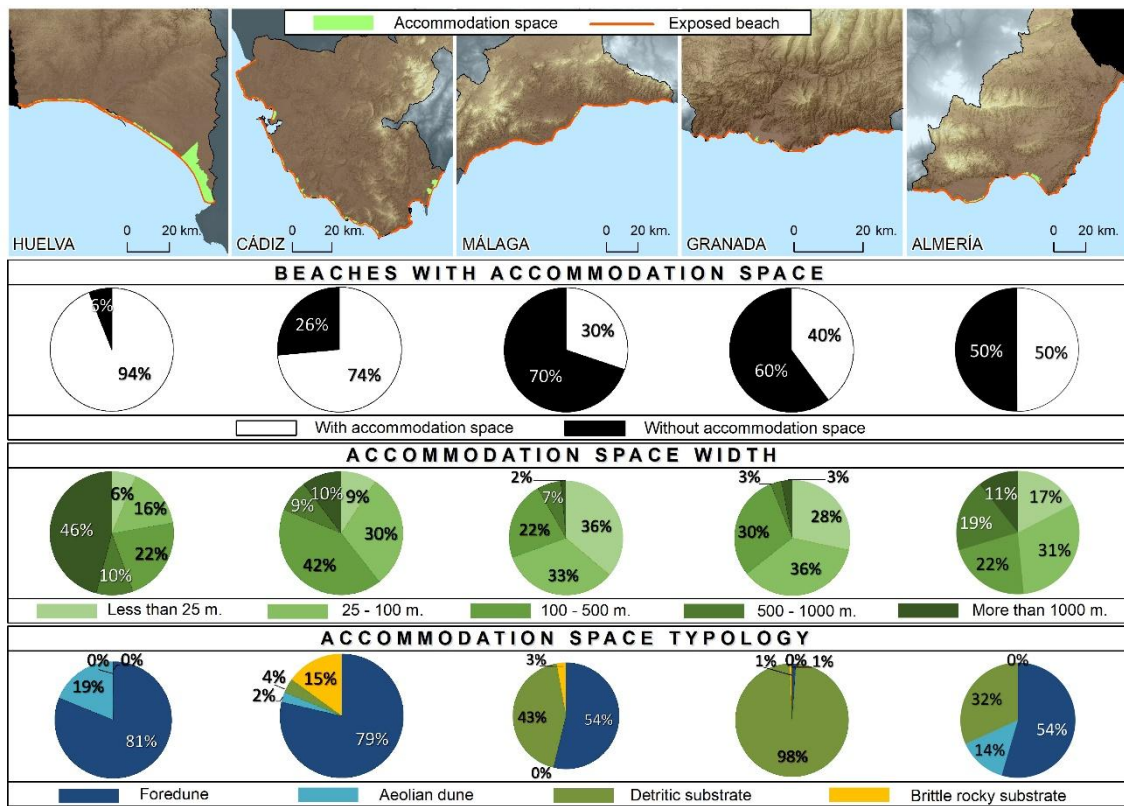 Accommodation space Exposed beach
0 20 km. 0 20 km. 0 20 km. 0 20 km. 0 20 km.
HUELVA CÁDIZ MÁLAGA GRANADA ALMERÍA
BEACHES WITH ACCOMMODATION SPACE
6% 26% 30% 40%
50% 50%
94% 74% 70% 60%
With accommodation space Without accommodation space
ACCOMMODATION SPACE WIDTH
6% 16% 22% 10% 46%
9% 30% 42% 9% 10%
2% 7% 36% 33% 22%
3% 3% 28% 36% 30%
11% 17% 31% 22% 19%
Less than 25 m. 25 - 100 m. 100 - 500 m. 500 - 1000 m. More than 1000 m.
ACCOMMODATION SPACE TYPOLOGY
0% 0% 19% 81%
15% 4% 2% 79%
3% 43% 54% 0%
1% 0% 1% 98%
0% 32% 54% 14%
Foredune Aeolian dune Detritic substrate Brittle rocky substrate